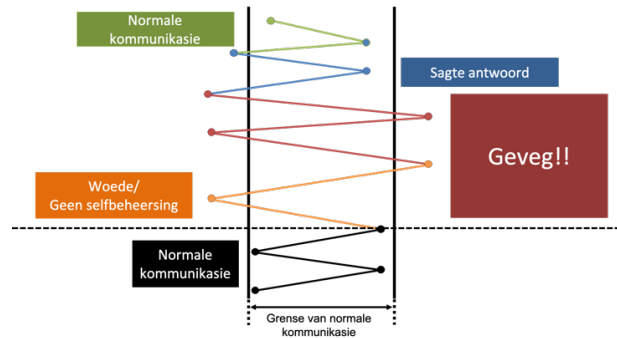 Normale
kommunikasie
Sagte antwoord
Geveg!!
Woede/
Geen selfbeheersing
Normale
kommunikasie
Grense van normale
kommunikasie